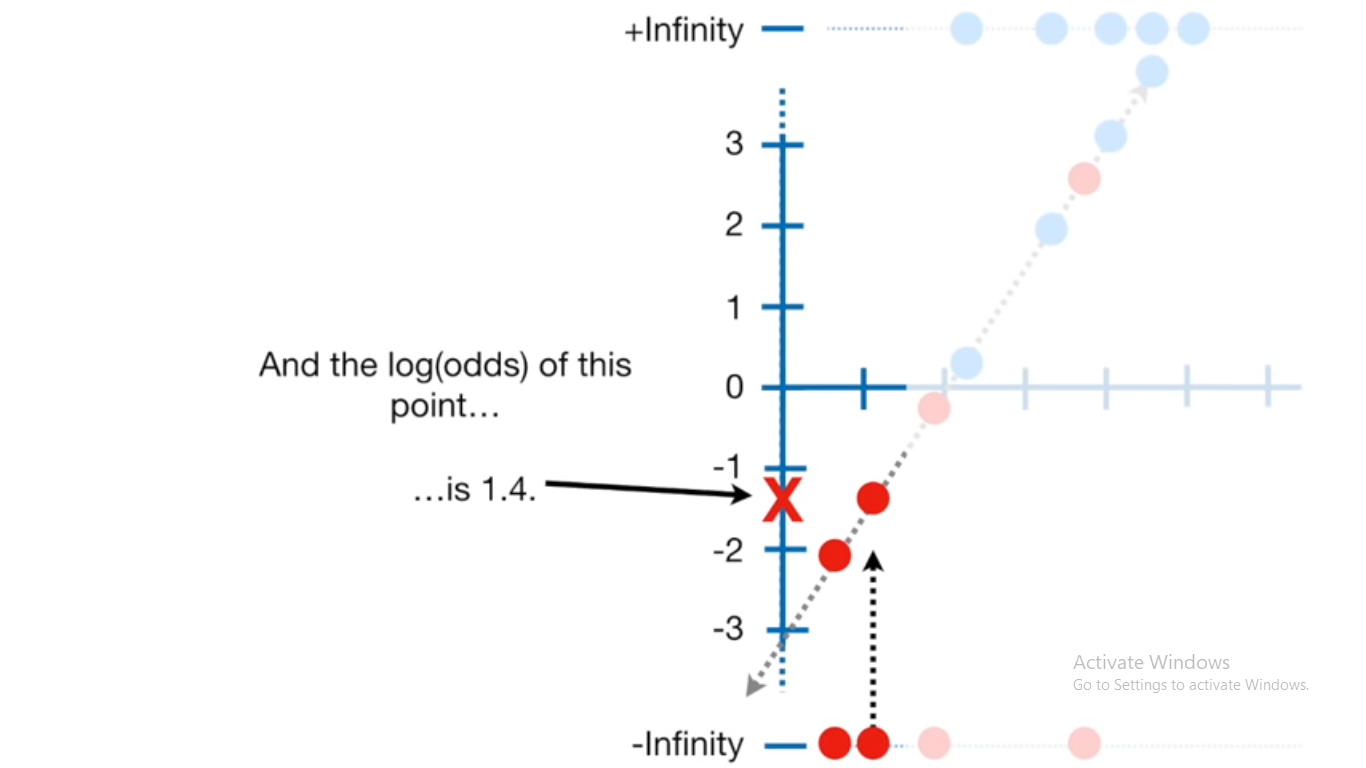 +Infinity
3
2
1
And the log(odds) of this
point...
0
-1
...is 1.4.
X
-2
-3
Activate Windows
Go to Settings to activate Windows.
-Infinity